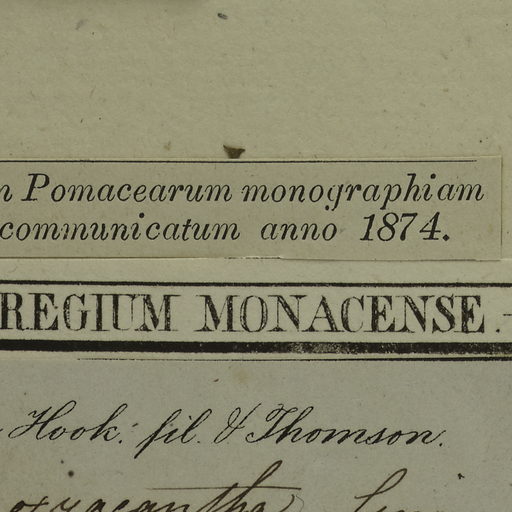 Pomacearum monographiam
communicatum anno 1874.
REGIUM MONACENSE.
Hook. fil. & Thomson.